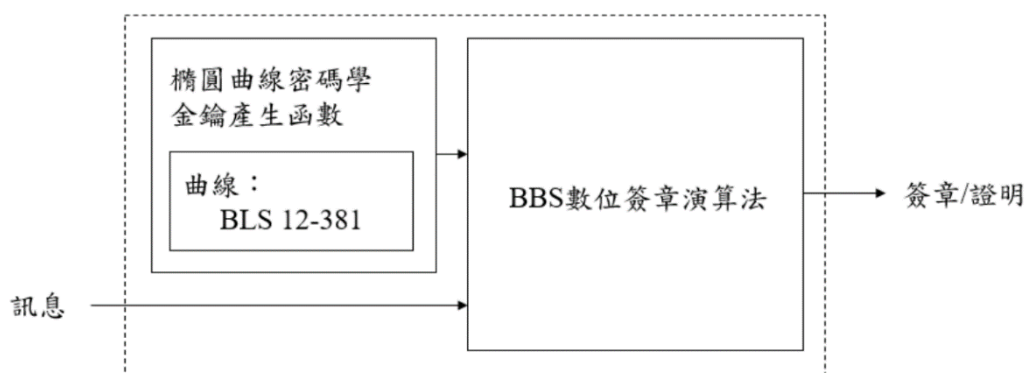 橢圓曲線密碼學
金鑰產生函數
曲線：
BLS 12-381
BBS數位簽章演算法
簽章/證明
訊息